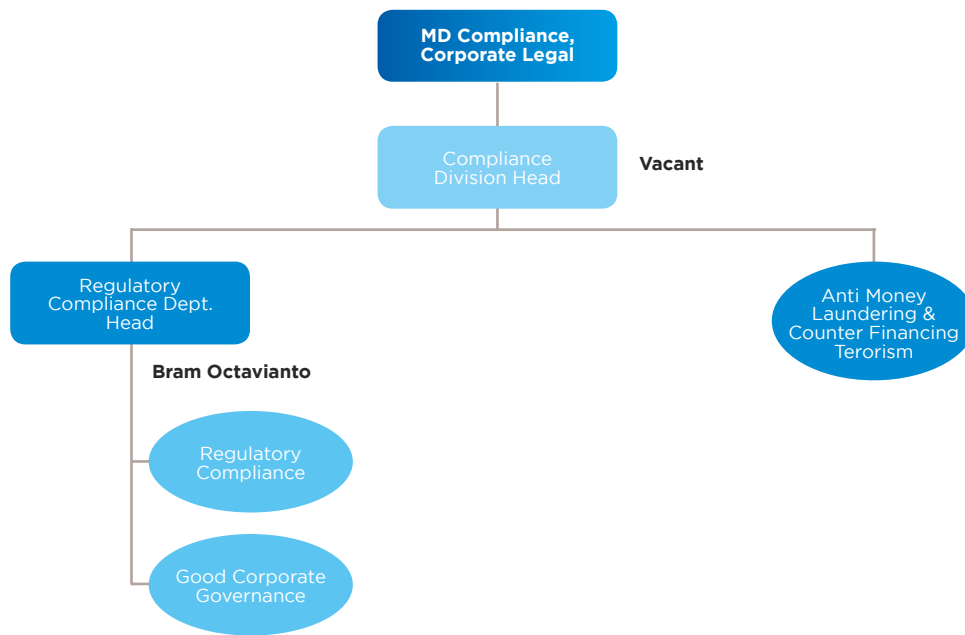 MD Compliance,
Corporate Legal
Compliance
Division Head
Vacant
Regulatory
Compliance Dept.
Head
Anti Money
Laundering &
Counter Financing
Terorism
Bram Octavianto
Regulatory
Compliance
Good Corporate
Governance